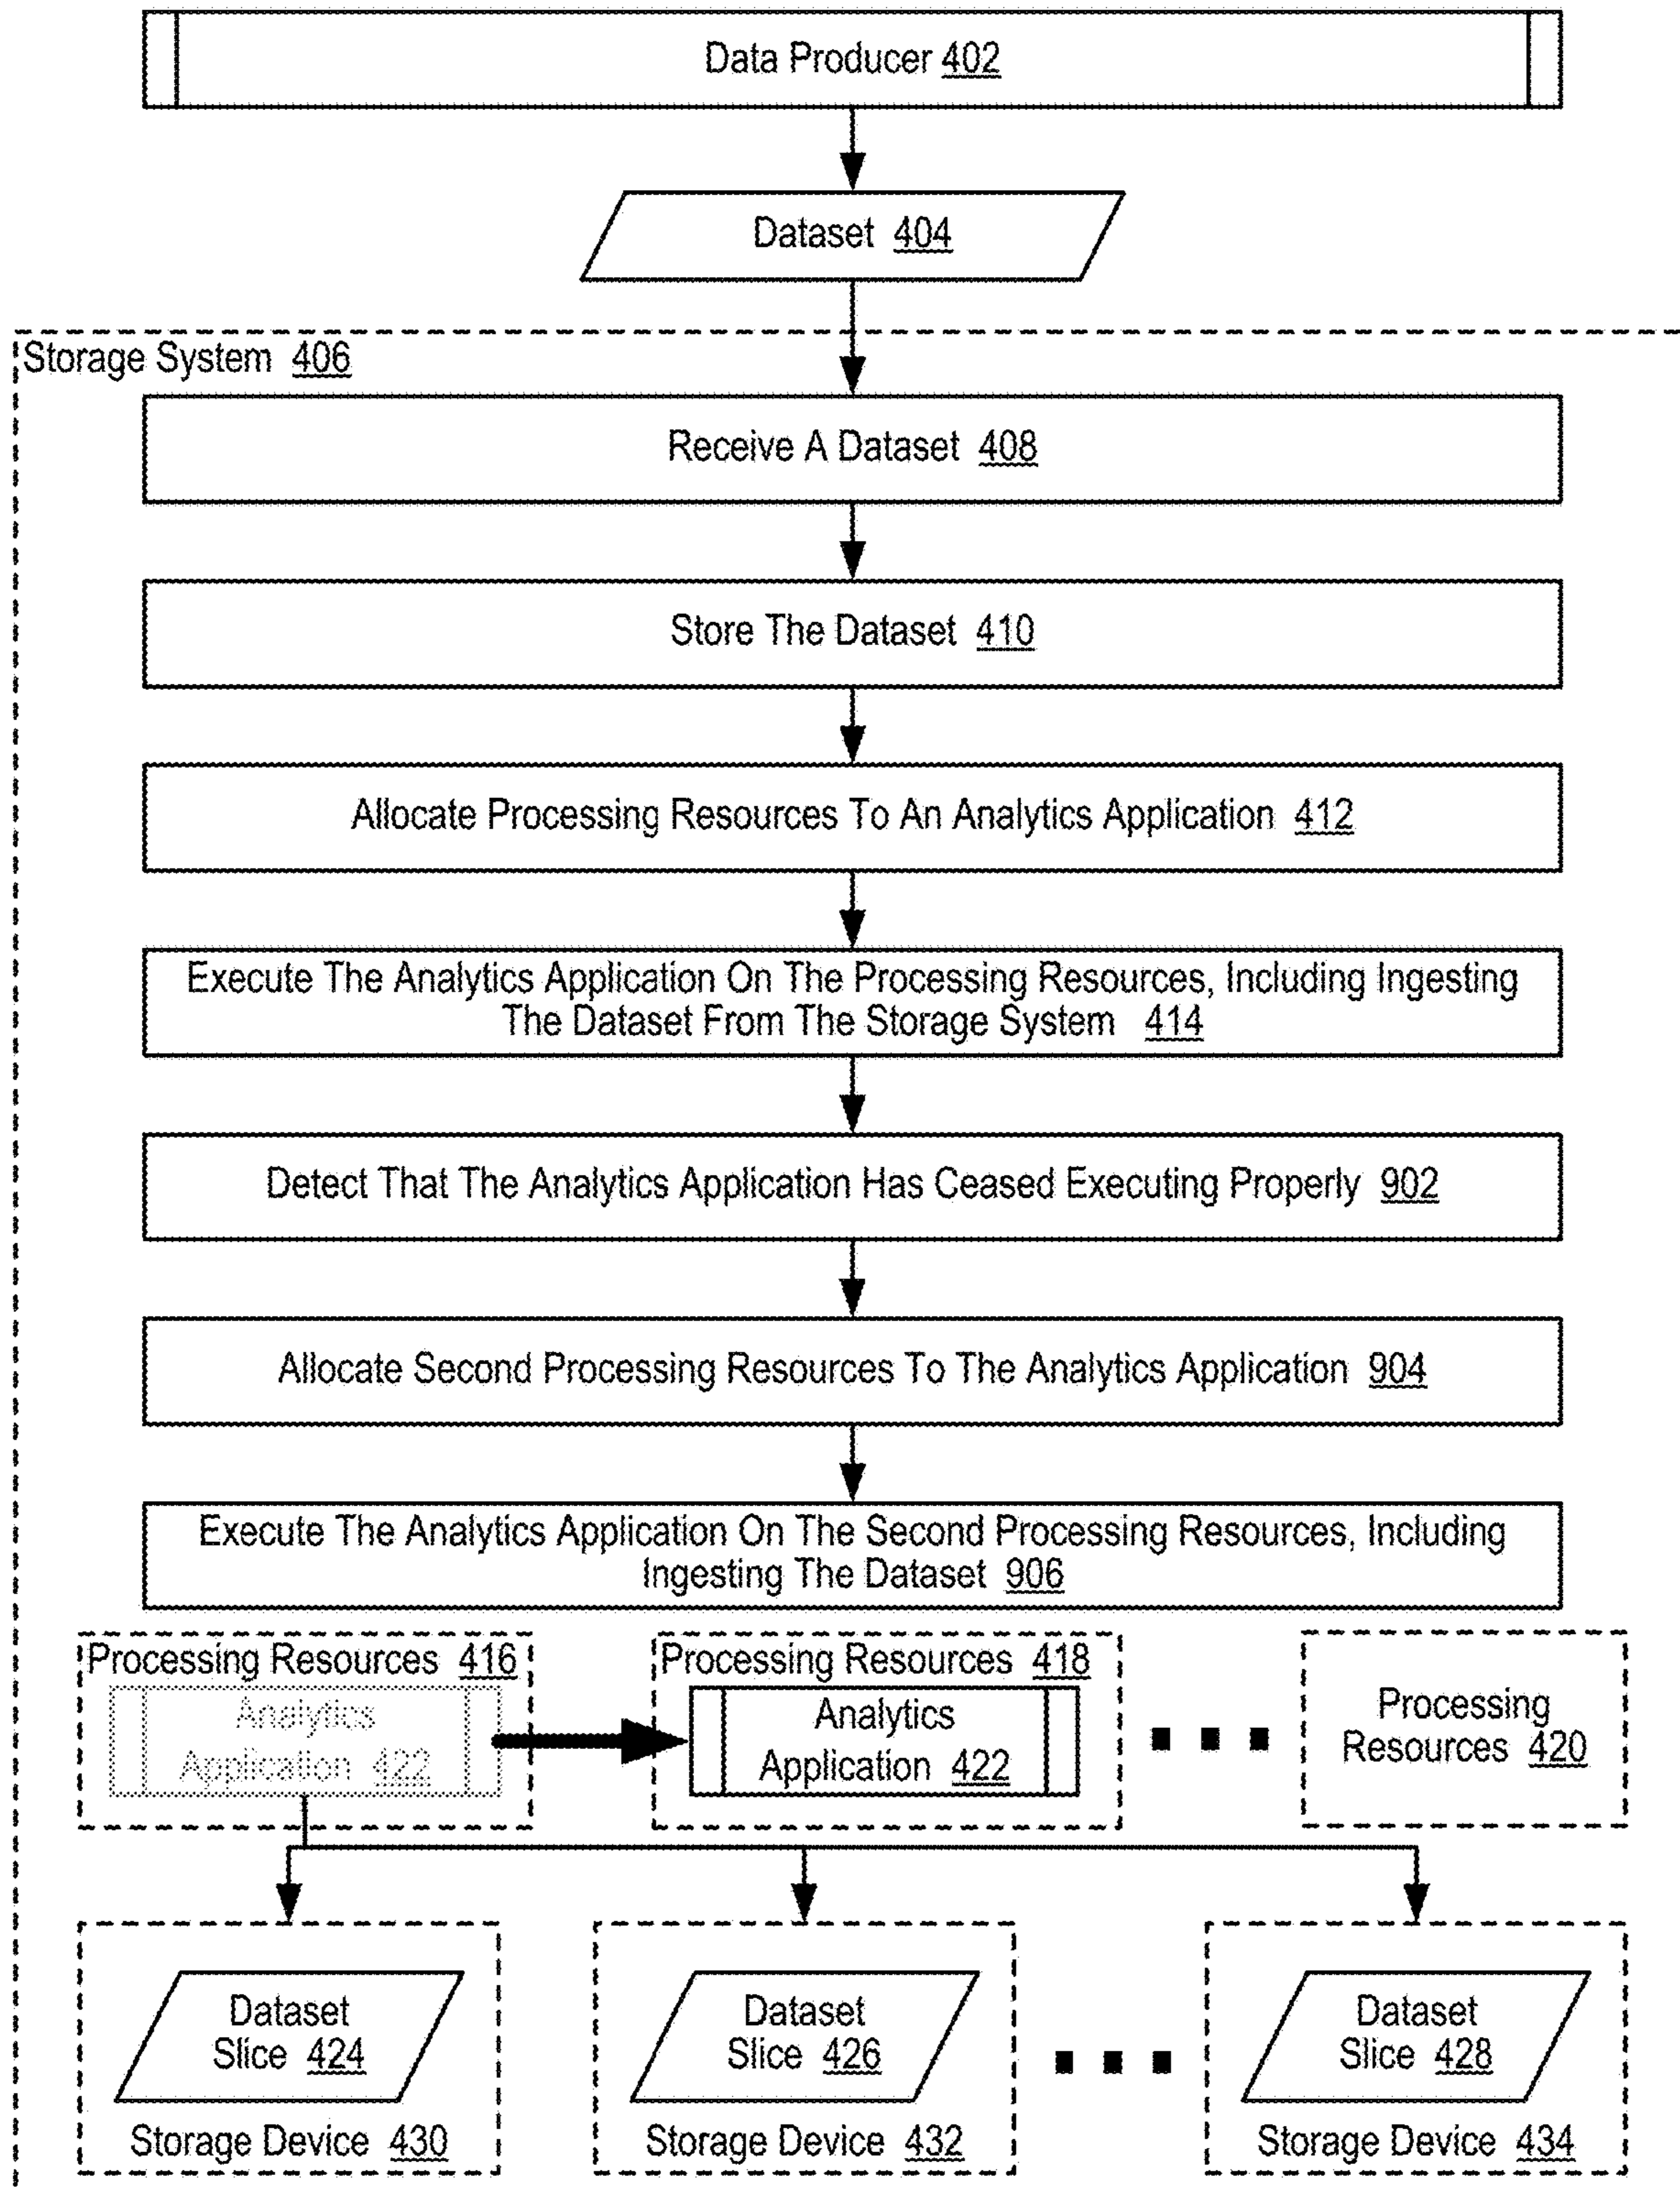 Data Producer 402
Dataset 404
Storage System 406
Receive A Dataset 408
Store The Dataset 410
Allocate Processing Resources To An Analytics Application 412
Execute The Analytics Application On The Processing Resources, Including Ingesting
The Dataset From The Storage System 414
Detect That The Analytics Application Has Ceased Executing Properly 902
Allocate Second Processing Resources To The Analytics Application 904
Execute The Analytics Application On The Second Processing Resources, Including
Ingesting The Dataset 906
Processing Resources 416
Analytics
Application 422
Processing Resources 418
Analytics
Application 422
Processing
Resources 420
Dataset
Slice 424
Storage Device 430
Dataset
Slice 426
Storage Device 432
Dataset
Slice 428
Storage Device 434